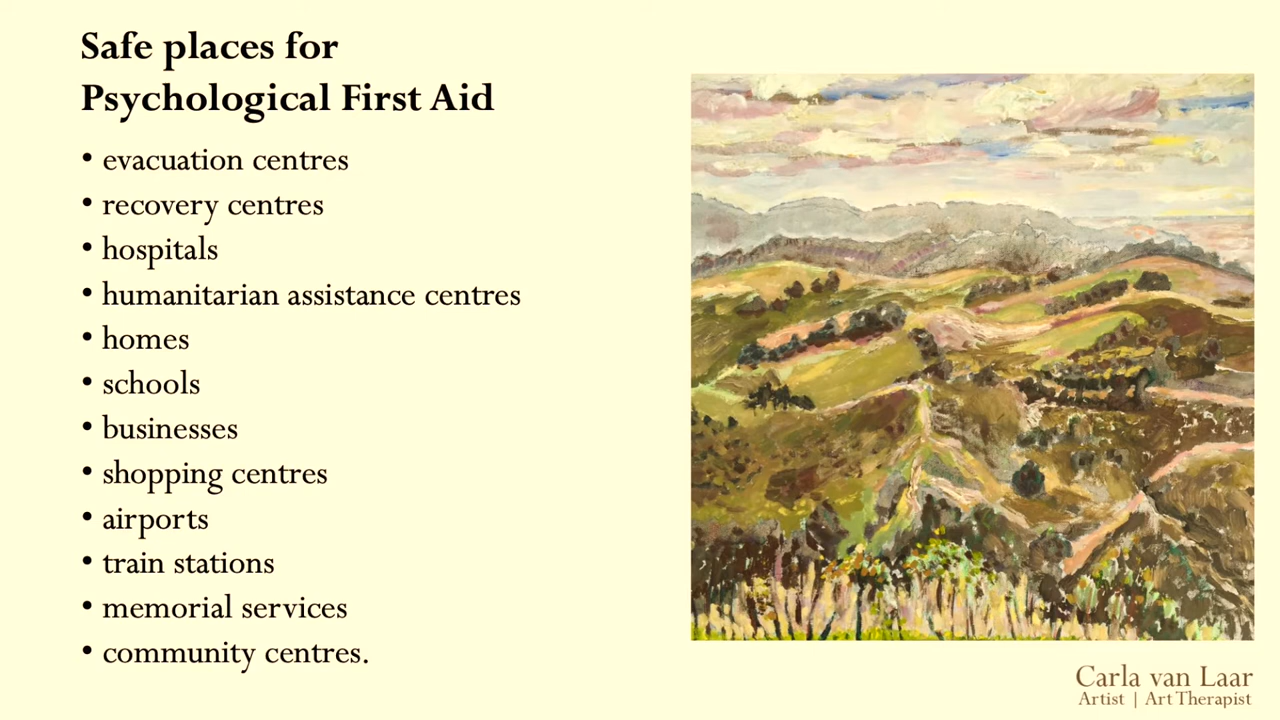 Safe places for
Psychological First Aid
• evacuation centres
• recovery centres
• hospitals
• humanitarian assistance centres
• homes
• schools
• businesses
• shopping centres
• airports
• train stations
• memorial services
• community centres.
Carla van Laar
Artist | Art Therapist